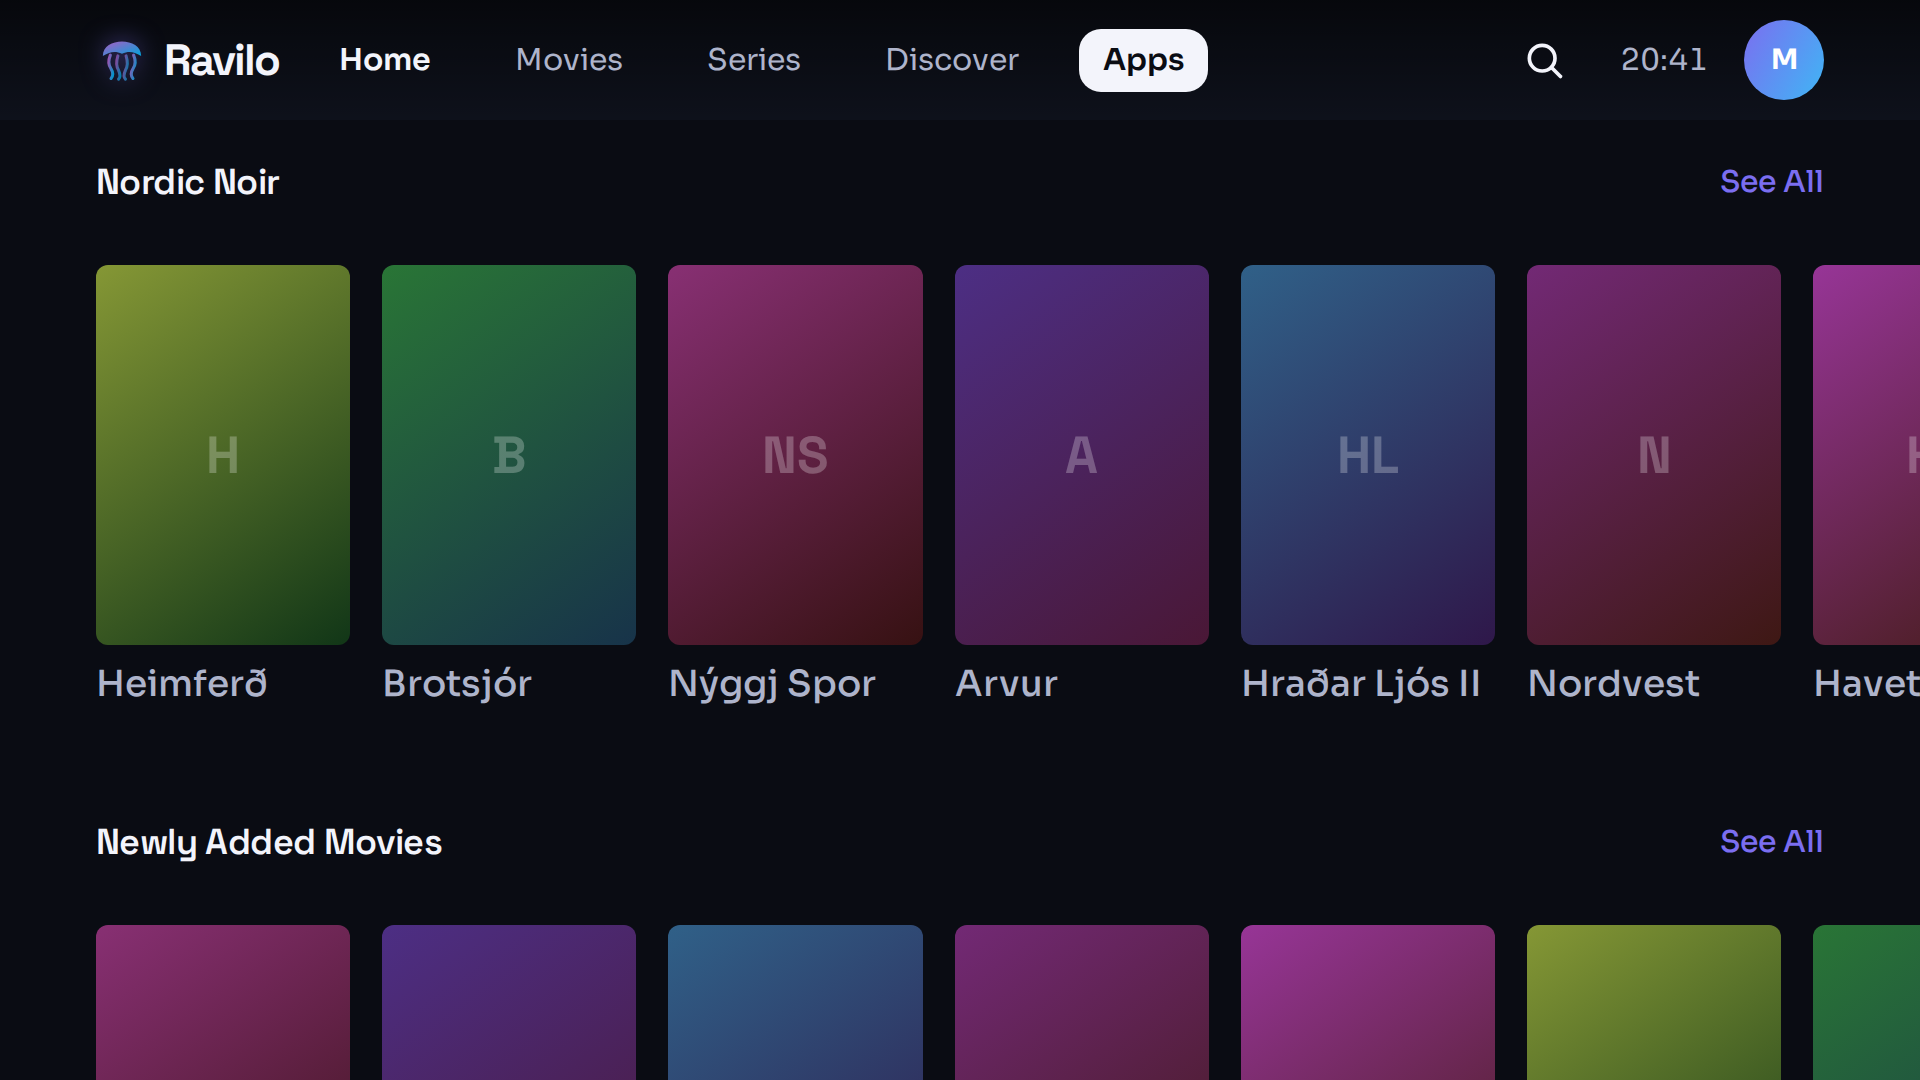 Ravilo Home Movies Series Discover Apps 20:41 M
Nordic Noir See All
H B NS A HL N
Heimferð Brotsjór Nýggj Spor Arvur Hraðar Ljós II Nordvest
Newly Added Movies See All